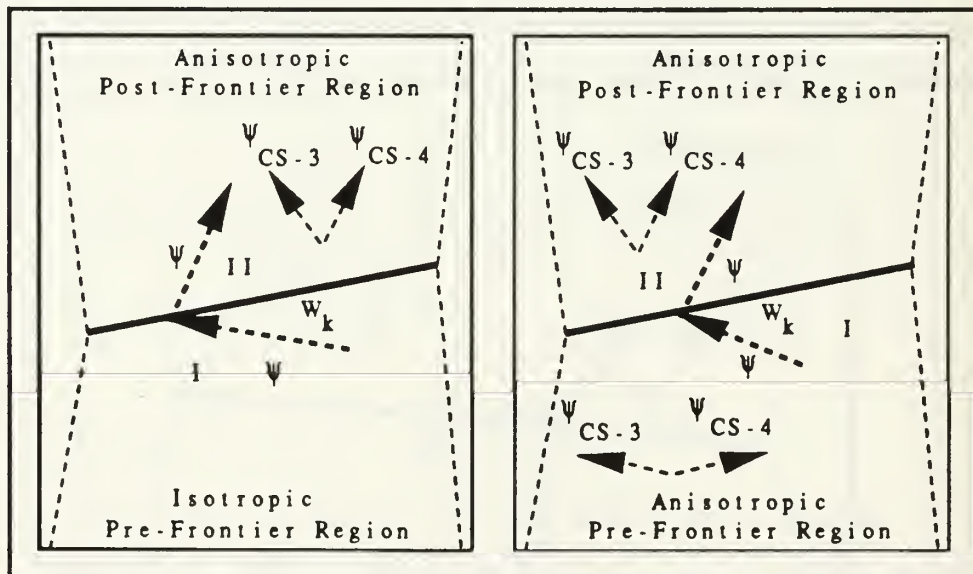 Anisotropic
Post-Frontier Region
Ψ CS-3 Ψ CS-4
Ψ II
W k
I Ψ
Isotropic
Pre-Frontier Region
Anisotropic
Post-Frontier Region
Ψ CS-3 Ψ CS-4
II Ψ
W k I
Ψ
Ψ CS-3 Ψ CS-4
Anisotropic
Pre-Frontier Region